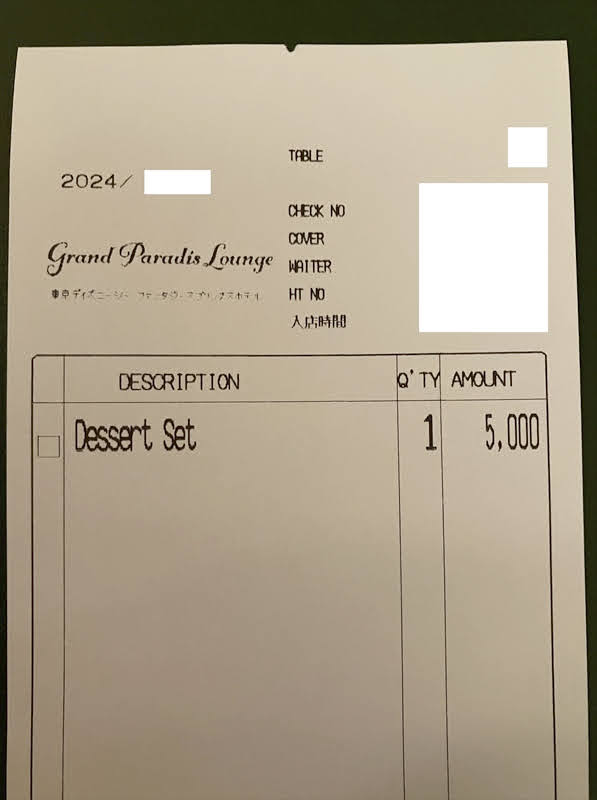 TABLE
2024/
CHECK NO
COVER
Grand Paradis Lounge
WAITER
東京ディズニーシー・ファンタジースプリングスホテル
HT NO
入店時間
DESCRIPTION Q'TY AMOUNT
Dessert Set 1 5,000